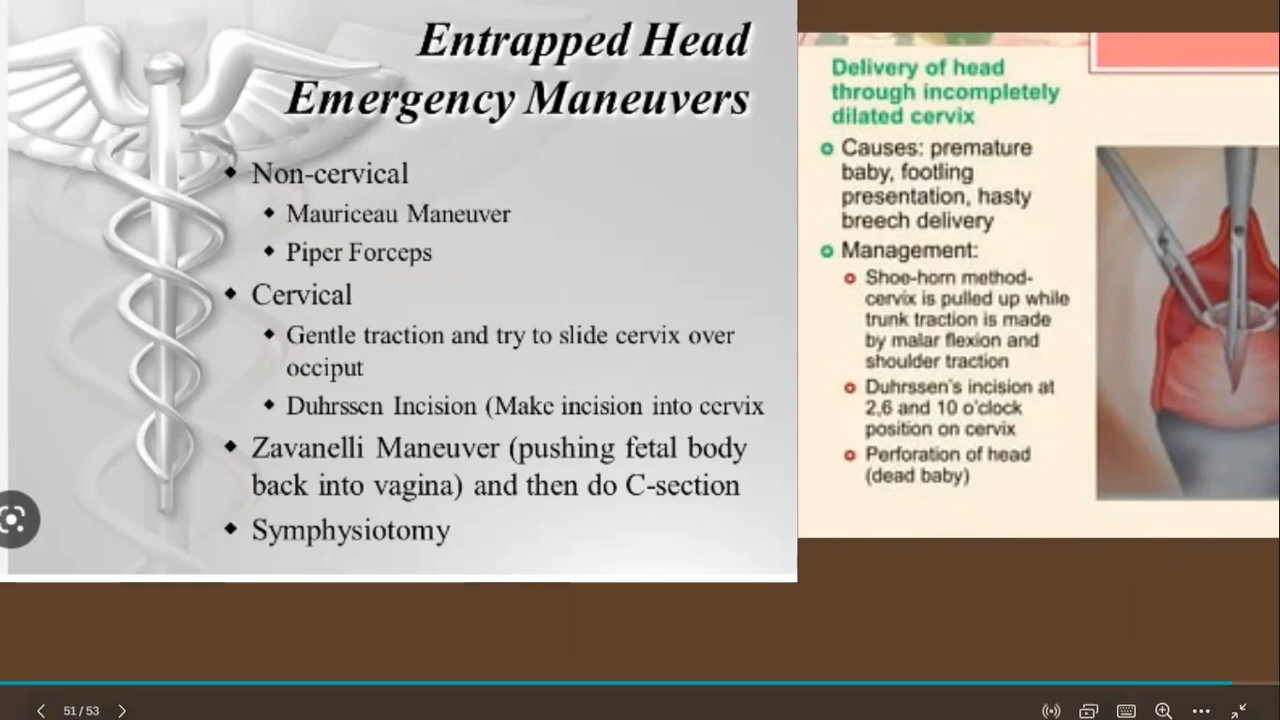 Entrapped Head
Emergency Maneuvers
Non-cervical
Mauriceau Maneuver
Piper Forceps
Cervical
Gentle traction and try to slide cervix over
occiput
Duhrssen Incision (Make incision into cervix
Zavanelli Maneuver (pushing fetal body
back into vagina) and then do C-section
Symphysiotomy
Delivery of head
through incompletely
dilated cervix
Causes: premature
baby, footling
presentation, hasty
breech delivery
Management:
Shoe-horn method-
cervix is pulled up while
trunk traction is made
by malar flexion and
shoulder traction
Duhrssen's incision at
2,6 and 10 o'clock
position on cervix
Perforation of head
(dead baby)
51 / 53